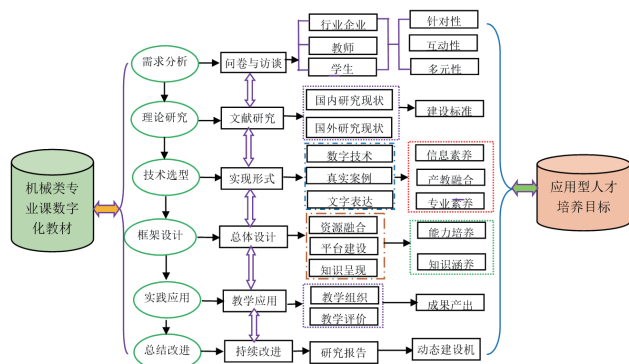 机械类专
业课数字
化教材
需求分析
问卷与访谈
行业企业
教师
学生
针对性
互动性
多元性
理论研究
文献研究
国内研究现状
国外研究现状
建设标准
技术选型
实现形式
数字技术
真实案例
文字表达
信息素养
产教融合
专业素养
框架设计
总体设计
资源融合
平台建设
知识呈现
能力培养
知识涵养
实践应用
教学应用
教学组织
教学评价
成果产出
总结改进
持续改进
研究报告
动态建设机
应用型人才
培养目标